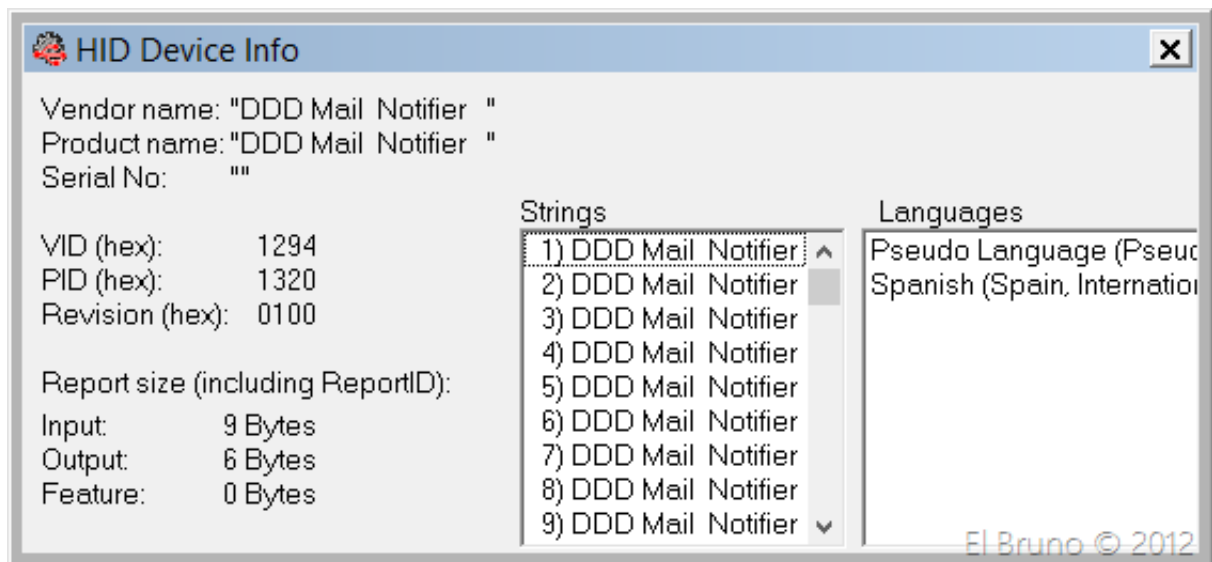 HID Device Info
Vendor name: "DDD Mail  Notifier  "
Product name: "DDD Mail  Notifier  "
Serial No: ""
VID (hex): 1294
PID (hex): 1320
Revision (hex): 0100
Report size (including ReportID):
Input: 9 Bytes
Output: 6 Bytes
Feature: 0 Bytes
Strings
1) DDD Mail  Notifier
2) DDD Mail  Notifier
3) DDD Mail  Notifier
4) DDD Mail  Notifier
5) DDD Mail  Notifier
6) DDD Mail  Notifier
7) DDD Mail  Notifier
8) DDD Mail  Notifier
9) DDD Mail  Notifier
Languages
Pseudo Language (Pseud
Spanish (Spain, Internation
El Bruno © 2012